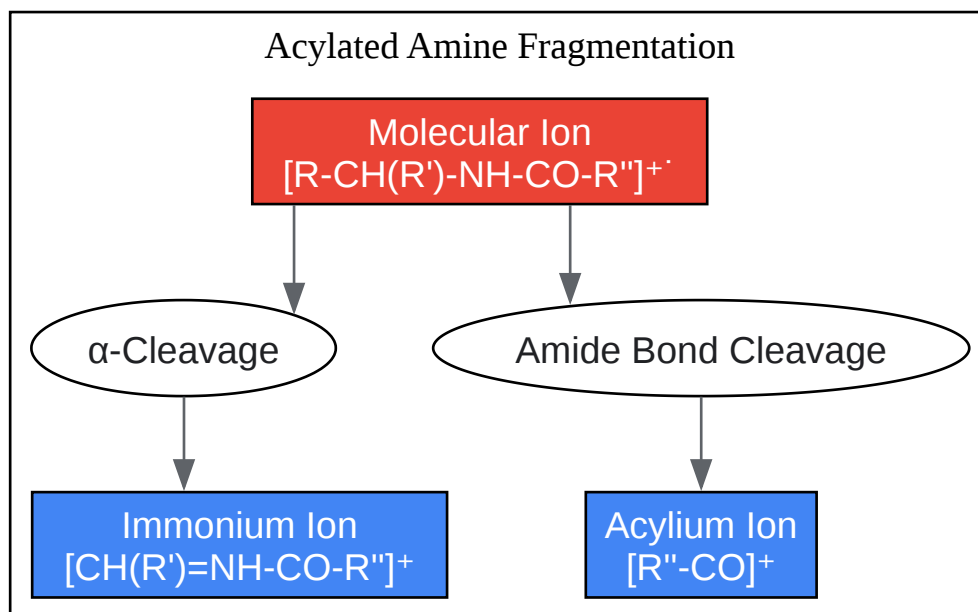 Acylated Amine Fragmentation
Molecular Ion
[R-CH(R')-NH-CO-R'']⁺˙
α-Cleavage
Amide Bond Cleavage
Immonium Ion
[CH(R')=NH-CO-R'']⁺
Acylium Ion
[R''-CO]⁺